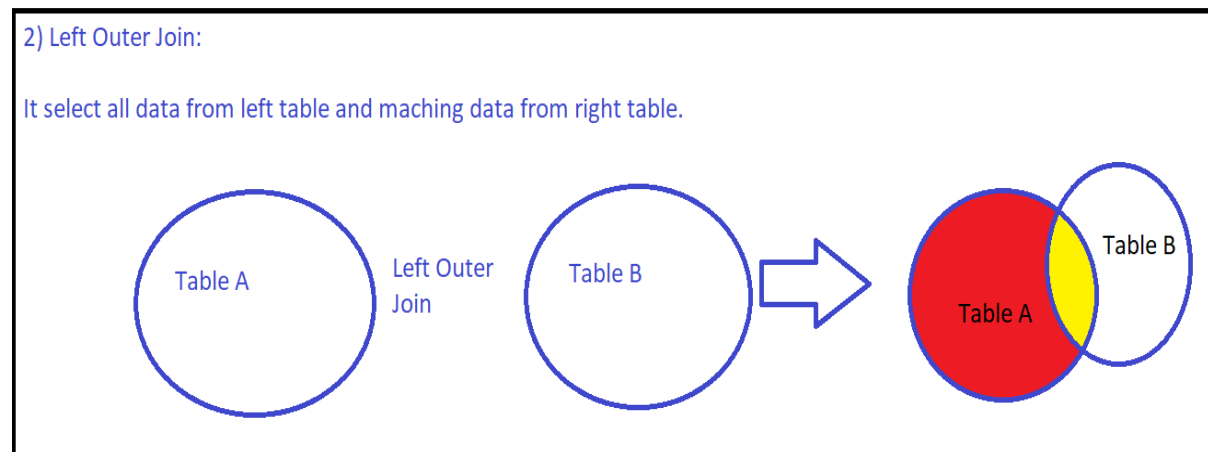 2) Left Outer Join:
It select all data from left table and maching data from right table.
Table A
Left Outer
Join
Table B
Table A
Table B